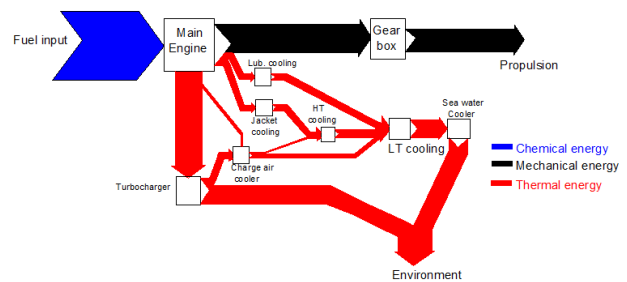 Fuel input
Main
Engine
Gear
box
Propulsion
Lub. cooling
Jacket
cooling
HT
cooling
Sea water
Cooler
LT cooling
Charge air
cooler
Turbocharger
Environment
Chemical energy
Mechanical energy
Thermal energy